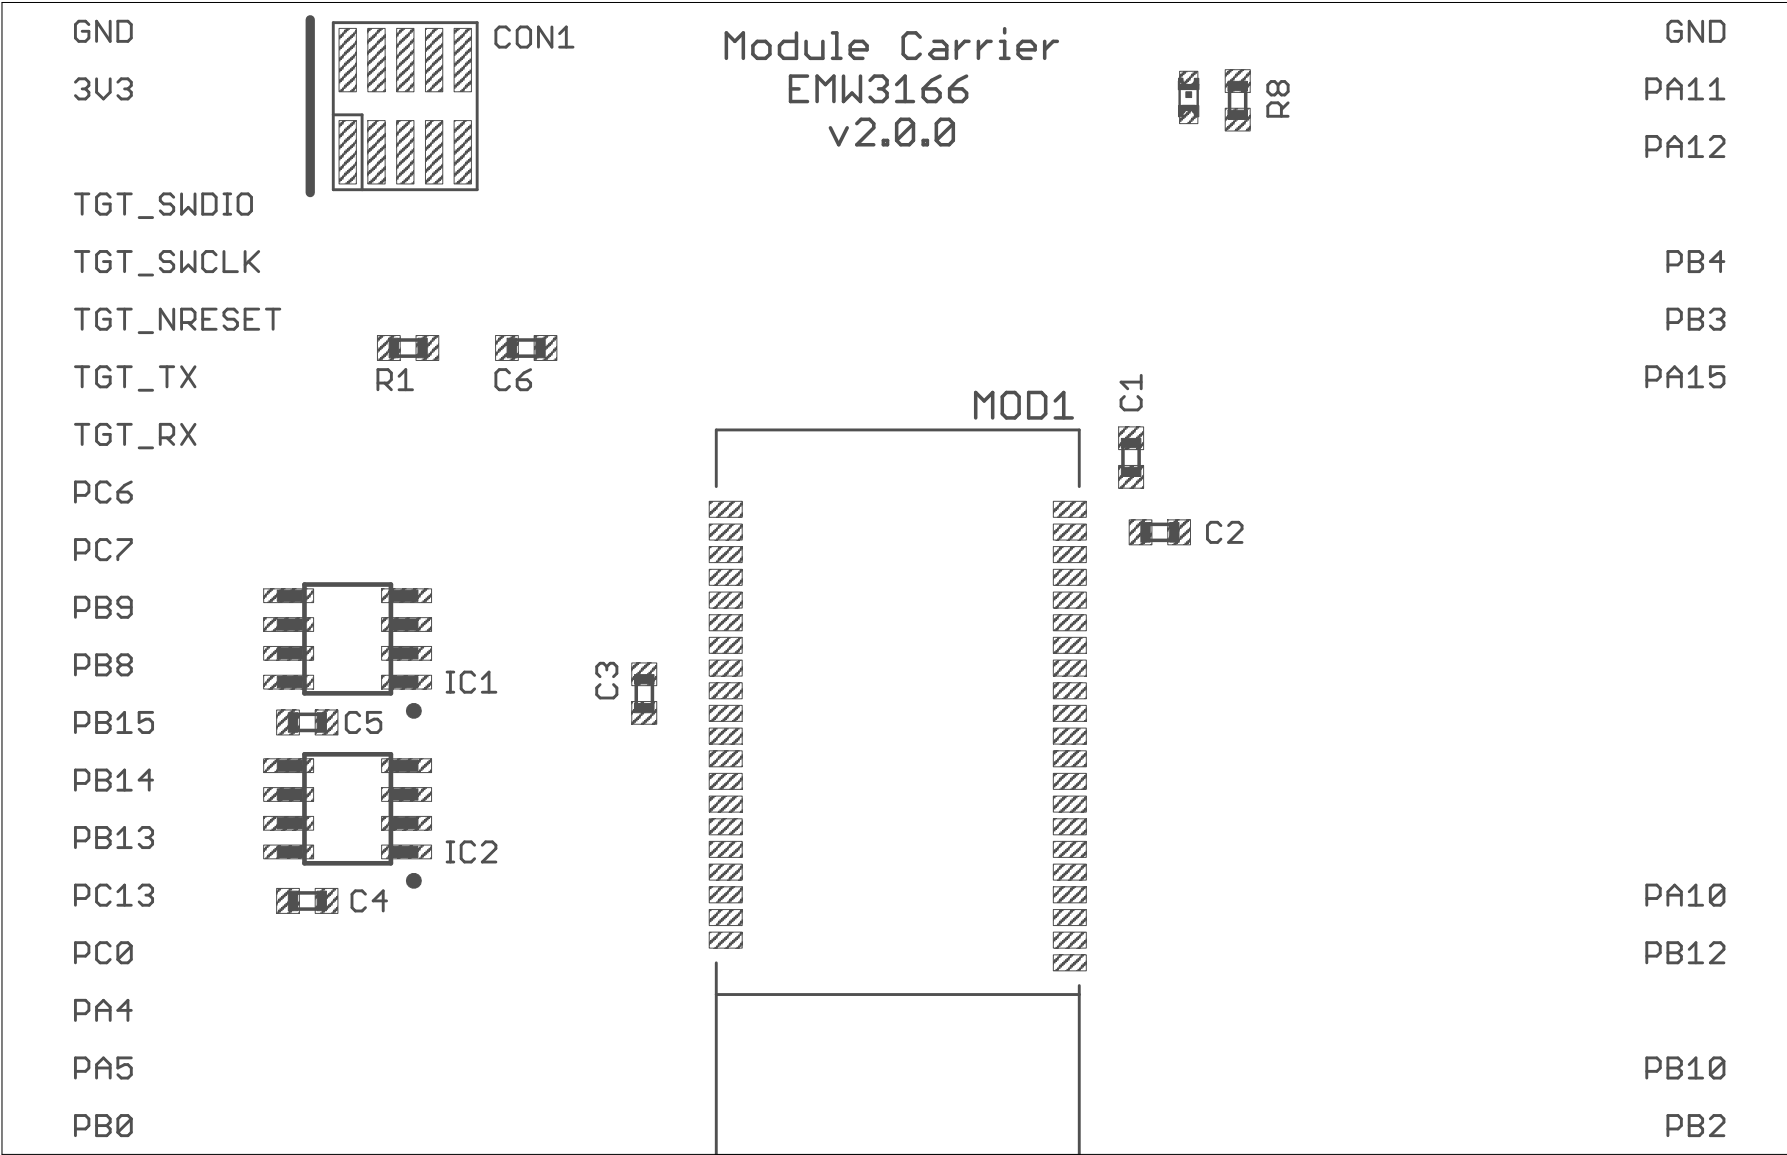 GND
3V3
TGT_SWDIO
TGT_SWCLK
TGT_NRESET
TGT_TX
TGT_RX
PC6
PC7
PB9
PB8
PB15
PB14
PB13
PC13
PC0
PA4
PA5
PB0
CON1
R1
C6
IC1
C5
IC2
C4
C3
Module Carrier
EMW3166
v2.0.0
MOD1
C1
C2
R8
GND
PA11
PA12
PB4
PB3
PA15
PA10
PB12
PB10
PB2